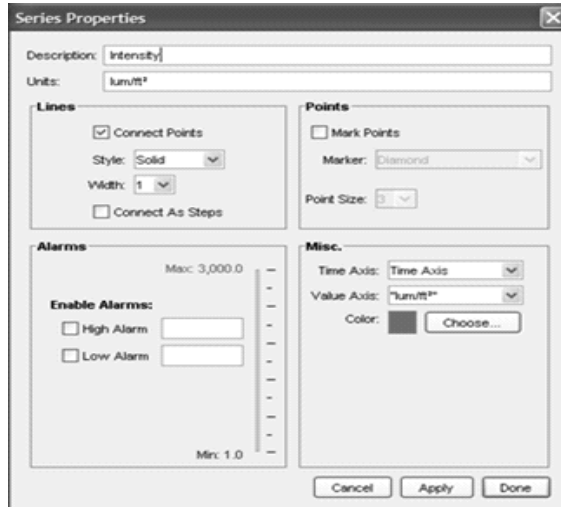 Series Properties
Description: Intensity
Units: lum/ft²
Lines
Connect Points
Style: Solid
Width: 1
Connect As Steps
Points
Mark Points
Marker: Diamond
Point Size: 3
Alarms
Max: 3,000.0
Enable Alarms:
High Alarm
Low Alarm
Min: 1.0
Misc.
Time Axis: Time Axis
Value Axis: "lum/ft²"
Color: Choose...
Cancel Apply Done